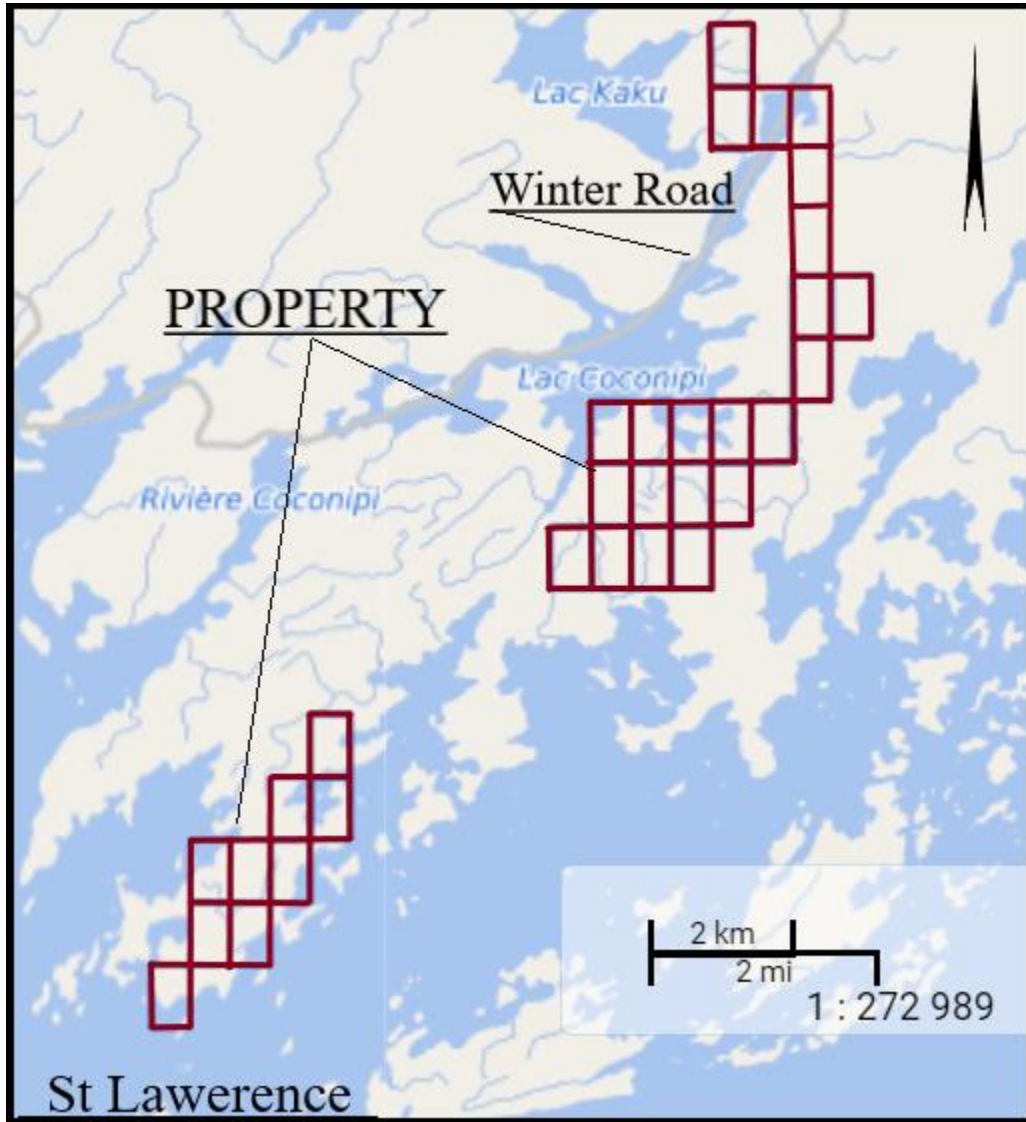 Lac Kaku
Winter Road
PROPERTY
Lac Coconipi
Rivière Coconipi
2 km
2 mi
1 : 272 989
St Lawerence